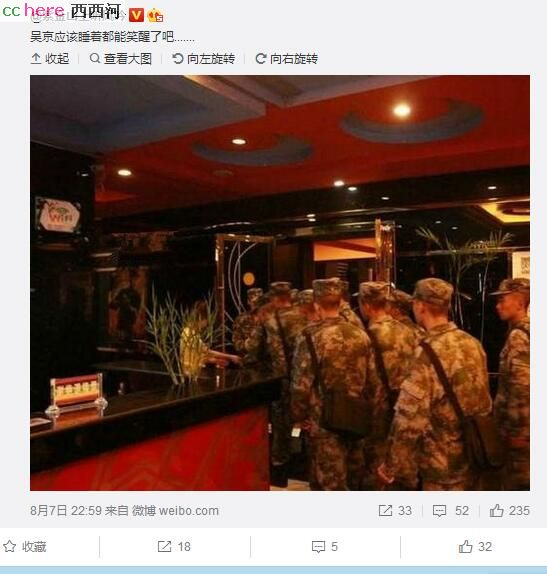 cchere 西西河
吴京应该睡着都能笑醒了吧.......
收起 查看大图 向左旋转 向右旋转
WiFi
8月7日 22:59 来自 微博 weibo.com
33 52 235
收藏 18 5 32